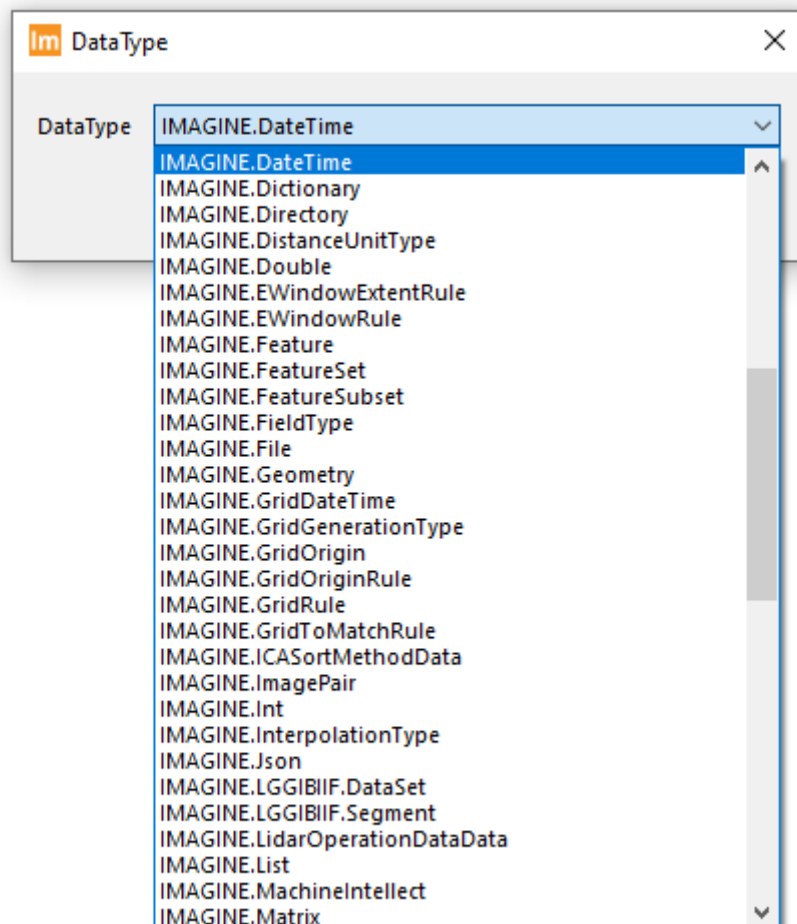 Im DataType
DataType IMAGINE.DateTime
IMAGINE.DateTime
IMAGINE.Dictionary
IMAGINE.Directory
IMAGINE.DistanceUnitType
IMAGINE.Double
IMAGINE.EWindowExtentRule
IMAGINE.EWindowRule
IMAGINE.Feature
IMAGINE.FeatureSet
IMAGINE.FeatureSubset
IMAGINE.FieldType
IMAGINE.File
IMAGINE.Geometry
IMAGINE.GridDateTime
IMAGINE.GridGenerationType
IMAGINE.GridOrigin
IMAGINE.GridOriginRule
IMAGINE.GridRule
IMAGINE.GridToMatchRule
IMAGINE.ICASortMethodData
IMAGINE.ImagePair
IMAGINE.Int
IMAGINE.InterpolationType
IMAGINE.Json
IMAGINE.LGGIBIIF.DataSet
IMAGINE.LGGIBIIF.Segment
IMAGINE.LidarOperationDataData
IMAGINE.List
IMAGINE.MachineIntellect
IMAGINE.Matrix